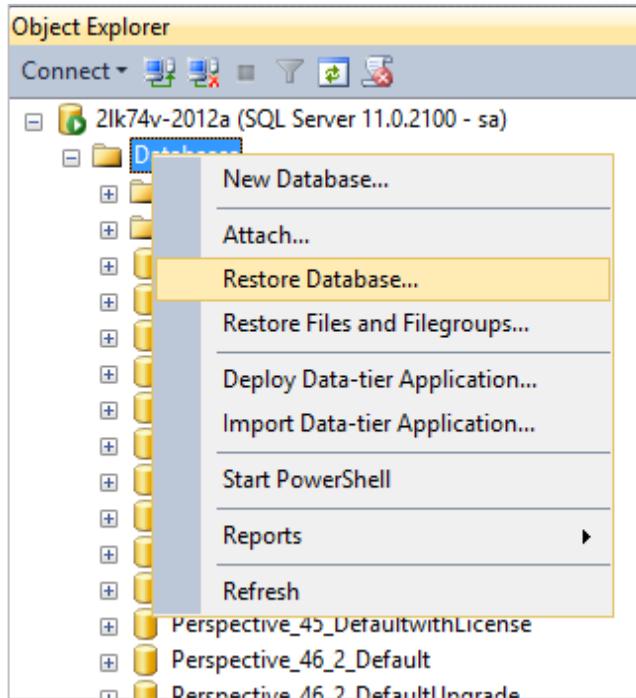 Object Explorer
Connect
2lk74v-2012a (SQL Server 11.0.2100 - sa)
Databases
New Database...
Attach...
Restore Database...
Restore Files and Filegroups...
Deploy Data-tier Application...
Import Data-tier Application...
Start PowerShell
Reports
Refresh
Perspective_45_DefaultwithLicense
Perspective_46_2_Default
Perspective_46_2_DefaultUpgrade